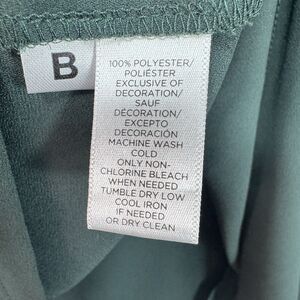 B
100% POLYESTER/
POLIÉSTER
EXCLUSIVE OF
DECORATION/
SAUF
DÉCORATION/
EXCEPTO
DECORACIÓN
MACHINE WASH
COLD
ONLY NON-
CHLORINE BLEACH
WHEN NEEDED
TUMBLE DRY LOW
COOL IRON
IF NEEDED
OR DRY CLEAN